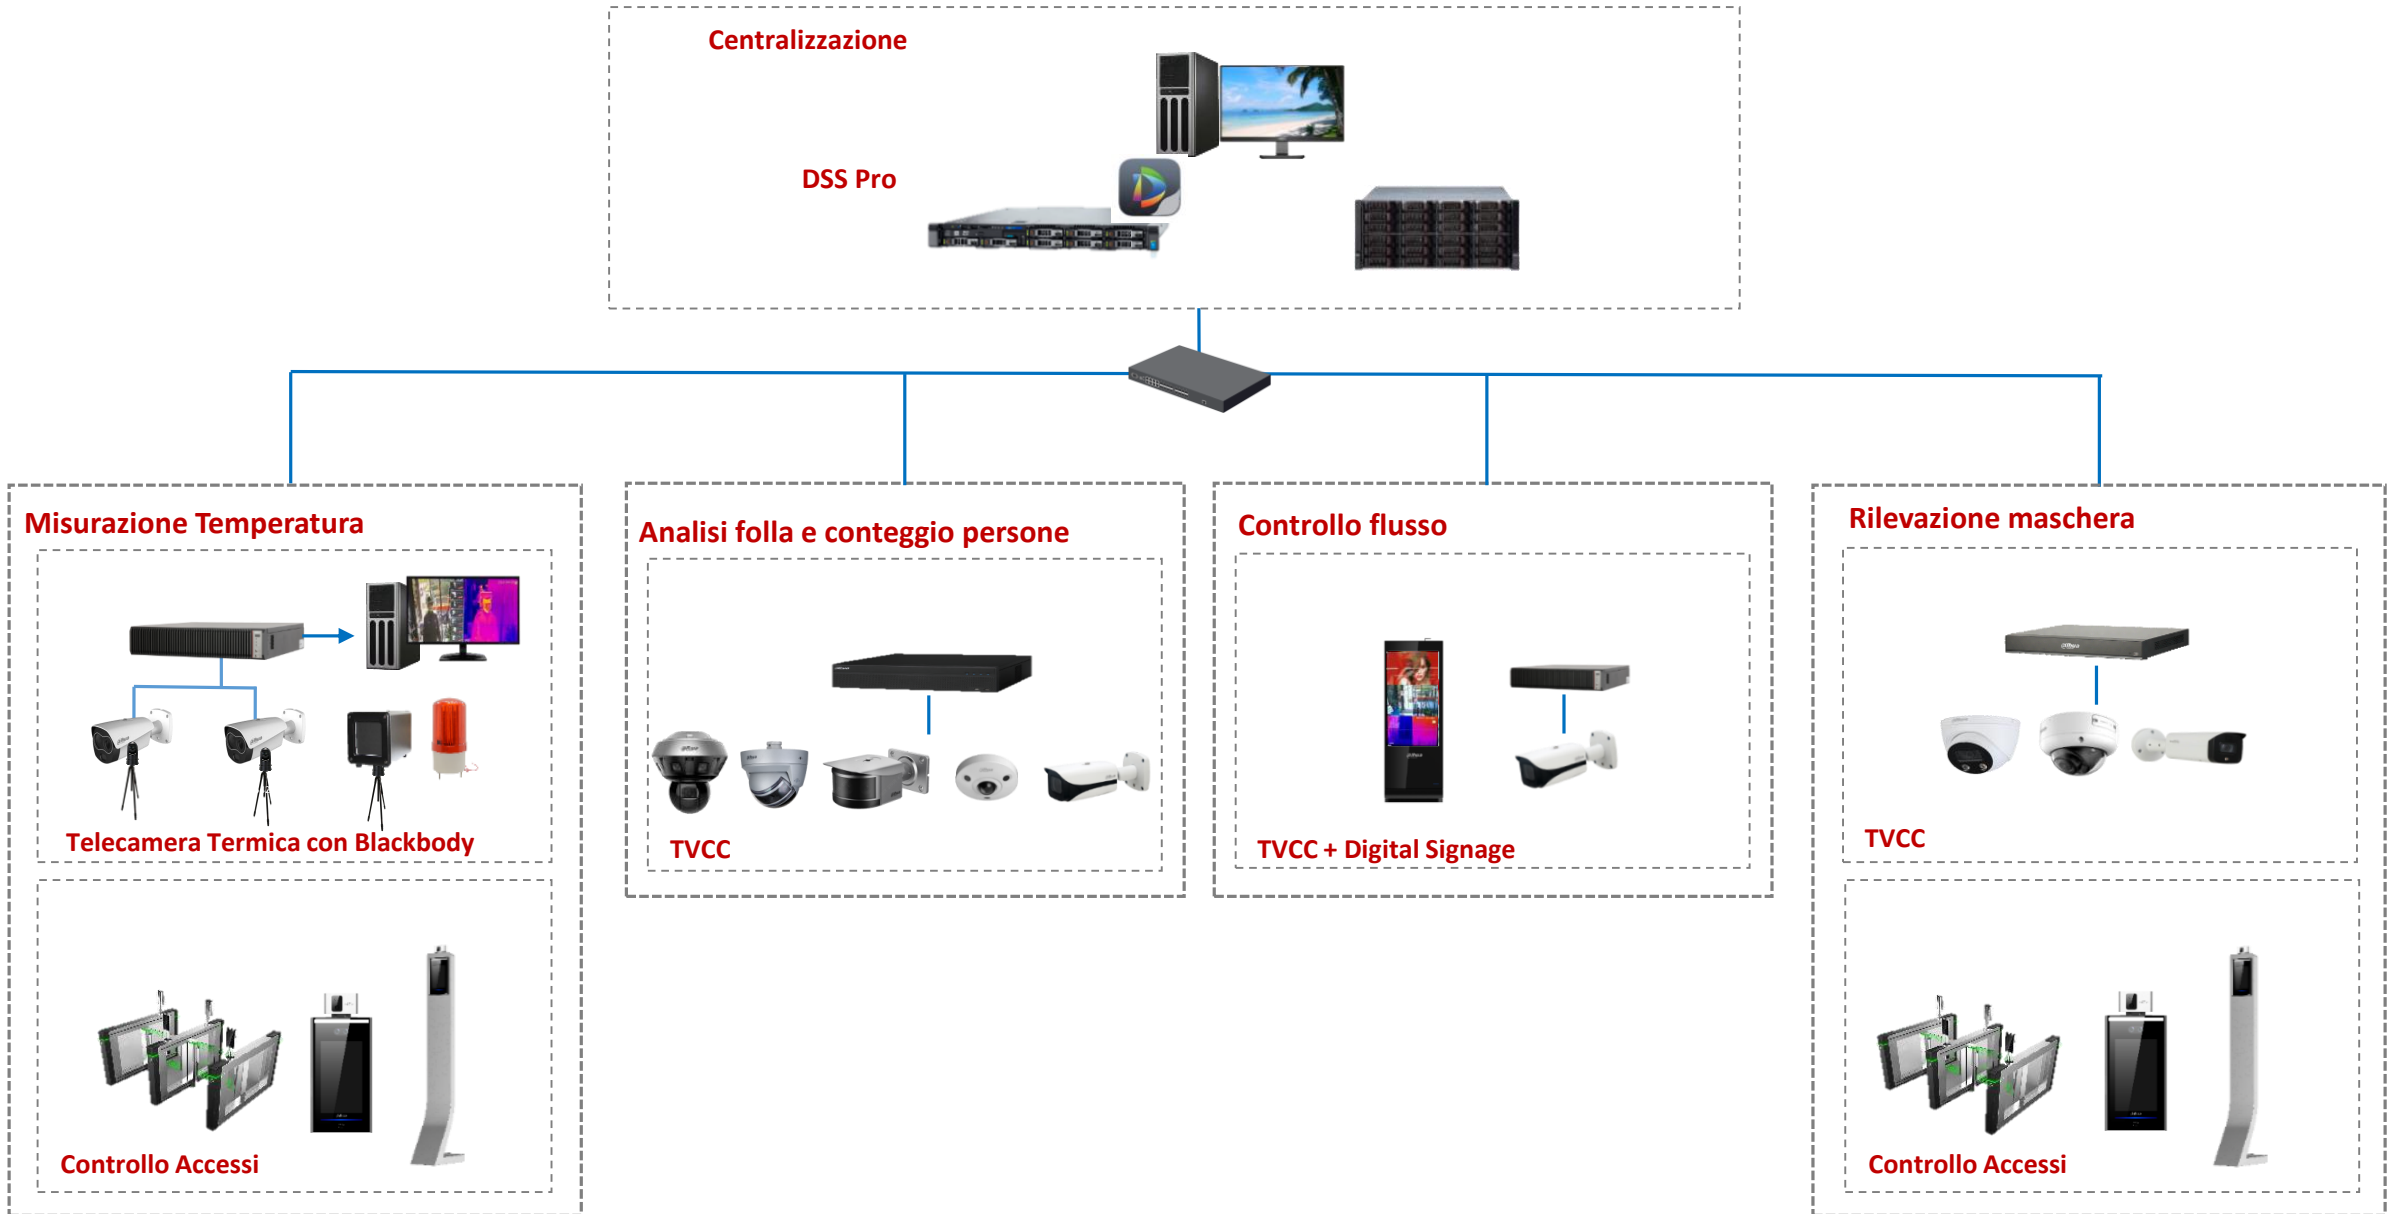 Centralizzazione
DSS Pro
Misurazione Temperatura
Telecamera Termica con Blackbody
Controllo Accessi
Analisi folla e conteggio persone
TVCC
Controllo flusso
TVCC + Digital Signage
Rilevazione maschera
alhua
TVCC
Controllo Accessi